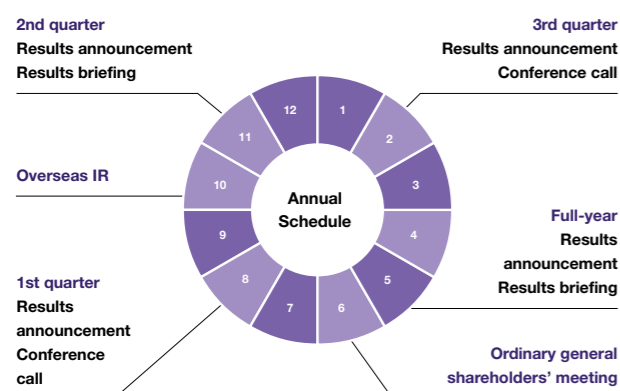 2nd quarter
Results announcement
Results briefing
3rd quarter
Results announcement
Conference call
12
1
11
2
10
3
9
4
8
5
7
6
Annual
Schedule
Overseas IR
Full-year
Results
announcement
Results briefing
1st quarter
Results
announcement
Conference
call
Ordinary general
shareholders’ meeting